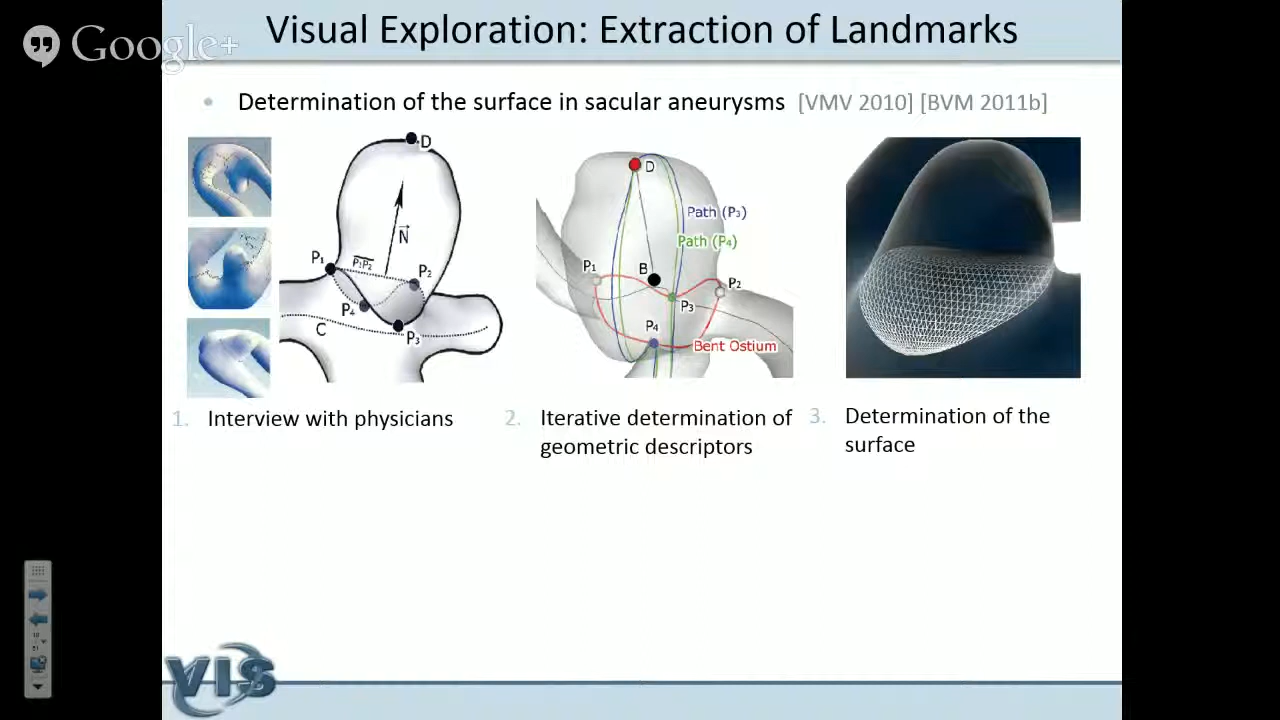 Google+
Visual Exploration: Extraction of Landmarks
• Determination of the surface in sacular aneurysms [VMV 2010] [BVM 2011b]
D
N
P₁
P₁P₂
P₂
P₄
C
P₃
D
Path (P₃)
Path (P₄)
P₁
B
P₂
P₃
P₄
Bent Ostium
1. Interview with physicians
2. Iterative determination of
geometric descriptors
3. Determination of the
surface
VIS